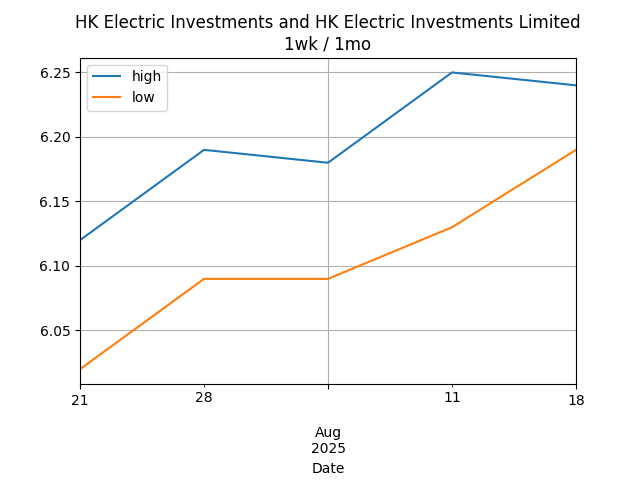 HK Electric Investments and HK Electric Investments Limited
1wk / 1mo
high
low
6.25
6.20
6.15
6.10
6.05
21
28
11
18
Aug
2025
Date